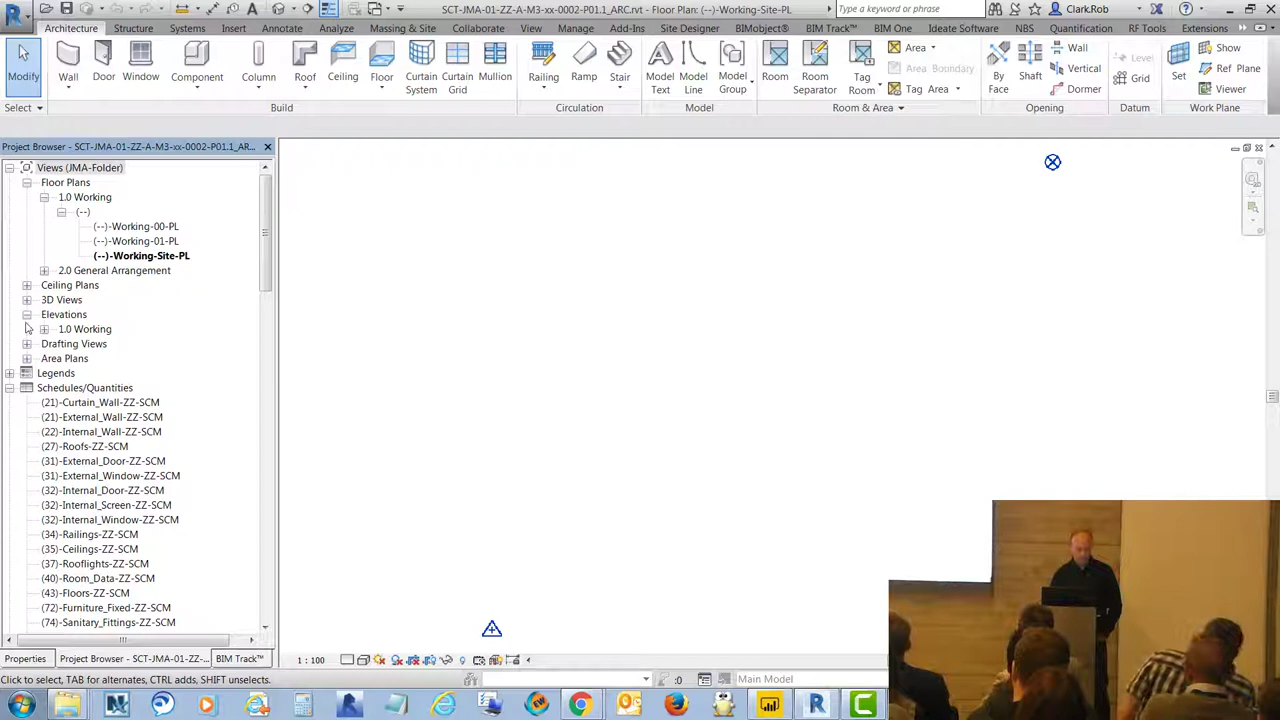 SCT-JMA-01-ZZ-A-M3-xx-0002-P01.1_ARC.rvt - Floor Plan: (--)-Working-Site-PL
Type a keyword or phrase
Clark.Rob
Architecture Structure Systems Insert Annotate Analyze Massing & Site Collaborate View Manage Add-Ins Site Designer BIMobject® BIM Track™ BIM One Ideate Software Quantification RF Tools Extensions
Modify
Wall
Door
Window
Component
Column
Roof
Ceiling
Floor
Curtain System
Curtain Grid
Mullion
Railing
Ramp
Stair
Model Text
Model Line
Model Group
Room
Room Separator
Tag Room
Area
Area Boundary
Tag Area
By Face
Shaft
Wall
Vertical
Dormer
Level
Grid
Set
Show
Ref Plane
Viewer
Select
Build
Circulation
Model
Room & Area
Opening
Datum
Work Plane
Project Browser - SCT-JMA-01-ZZ-A-M3-xx-0002-P01.1_AR...
Views (JMA-Folder)
Floor Plans
1.0 Working
(--)
(--)-Working-00-PL
(--)-Working-01-PL
(--)-Working-Site-PL
2.0 General Arrangement
Ceiling Plans
3D Views
Elevations
1.0 Working
Drafting Views
Area Plans
Legends
Schedules/Quantities
(21)-Curtain_Wall-ZZ-SCM
(21)-External_Wall-ZZ-SCM
(22)-Internal_Wall-ZZ-SCM
(27)-Roofs-ZZ-SCM
(31)-External_Door-ZZ-SCM
(31)-External_Window-ZZ-SCM
(32)-Internal_Door-ZZ-SCM
(32)-Internal_Screen-ZZ-SCM
(32)-Internal_Window-ZZ-SCM
(34)-Railings-ZZ-SCM
(35)-Ceilings-ZZ-SCM
(37)-Rooflights-ZZ-SCM
(40)-Room_Data-ZZ-SCM
(43)-Floors-ZZ-SCM
(72)-Furniture_Fixed-ZZ-SCM
(74)-Sanitary_Fittings-ZZ-SCM
Properties
Project Browser - SCT-JMA-01-ZZ-...
BIM Track™
1 : 100
Click to select, TAB for alternates, CTRL adds, SHIFT unselects.
:0
Main Model